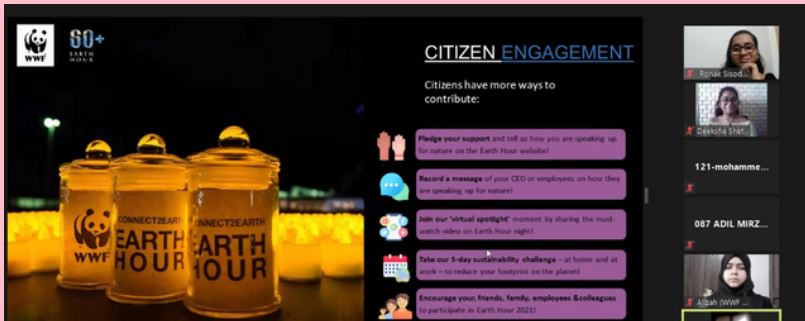 WWF
60+
EARTH
HOUR
CITIZEN ENGAGEMENT
Citizens have more ways to
contribute:
Pledge your support and tell us how you are speaking up
for nature on the Earth Hour website!
Record a message of your CEO or employees on how they
are speaking up for nature!
Join our 'virtual spotlight' moment by sharing the must-
watch video on Earth Hour night!
Take our 5-day sustainability challenge – at home and at
work – to reduce your footprint on the planet!
Encourage your, friends, family, employees &colleagues
to participate in Earth Hour 2021!
WWF
CONNECT2EARTH
EARTH
HOUR
CONNECT2EARTH
EARTH
HOUR
Ronak Sisod...
Deeksha Shet...
121-mohamme...
087 ADIL MIRZ...
Alizah (WWF ...